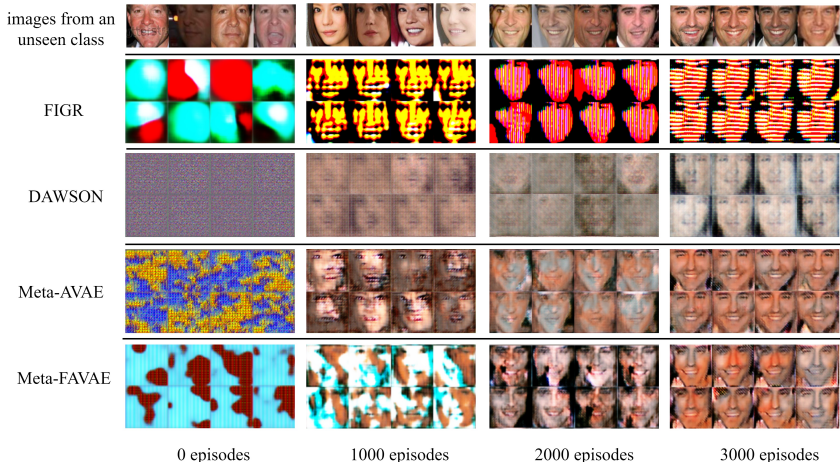 images from an
unseen class
FIGR
DAWSON
Meta-AVAE
Meta-FAVAE
0 episodes
1000 episodes
2000 episodes
3000 episodes